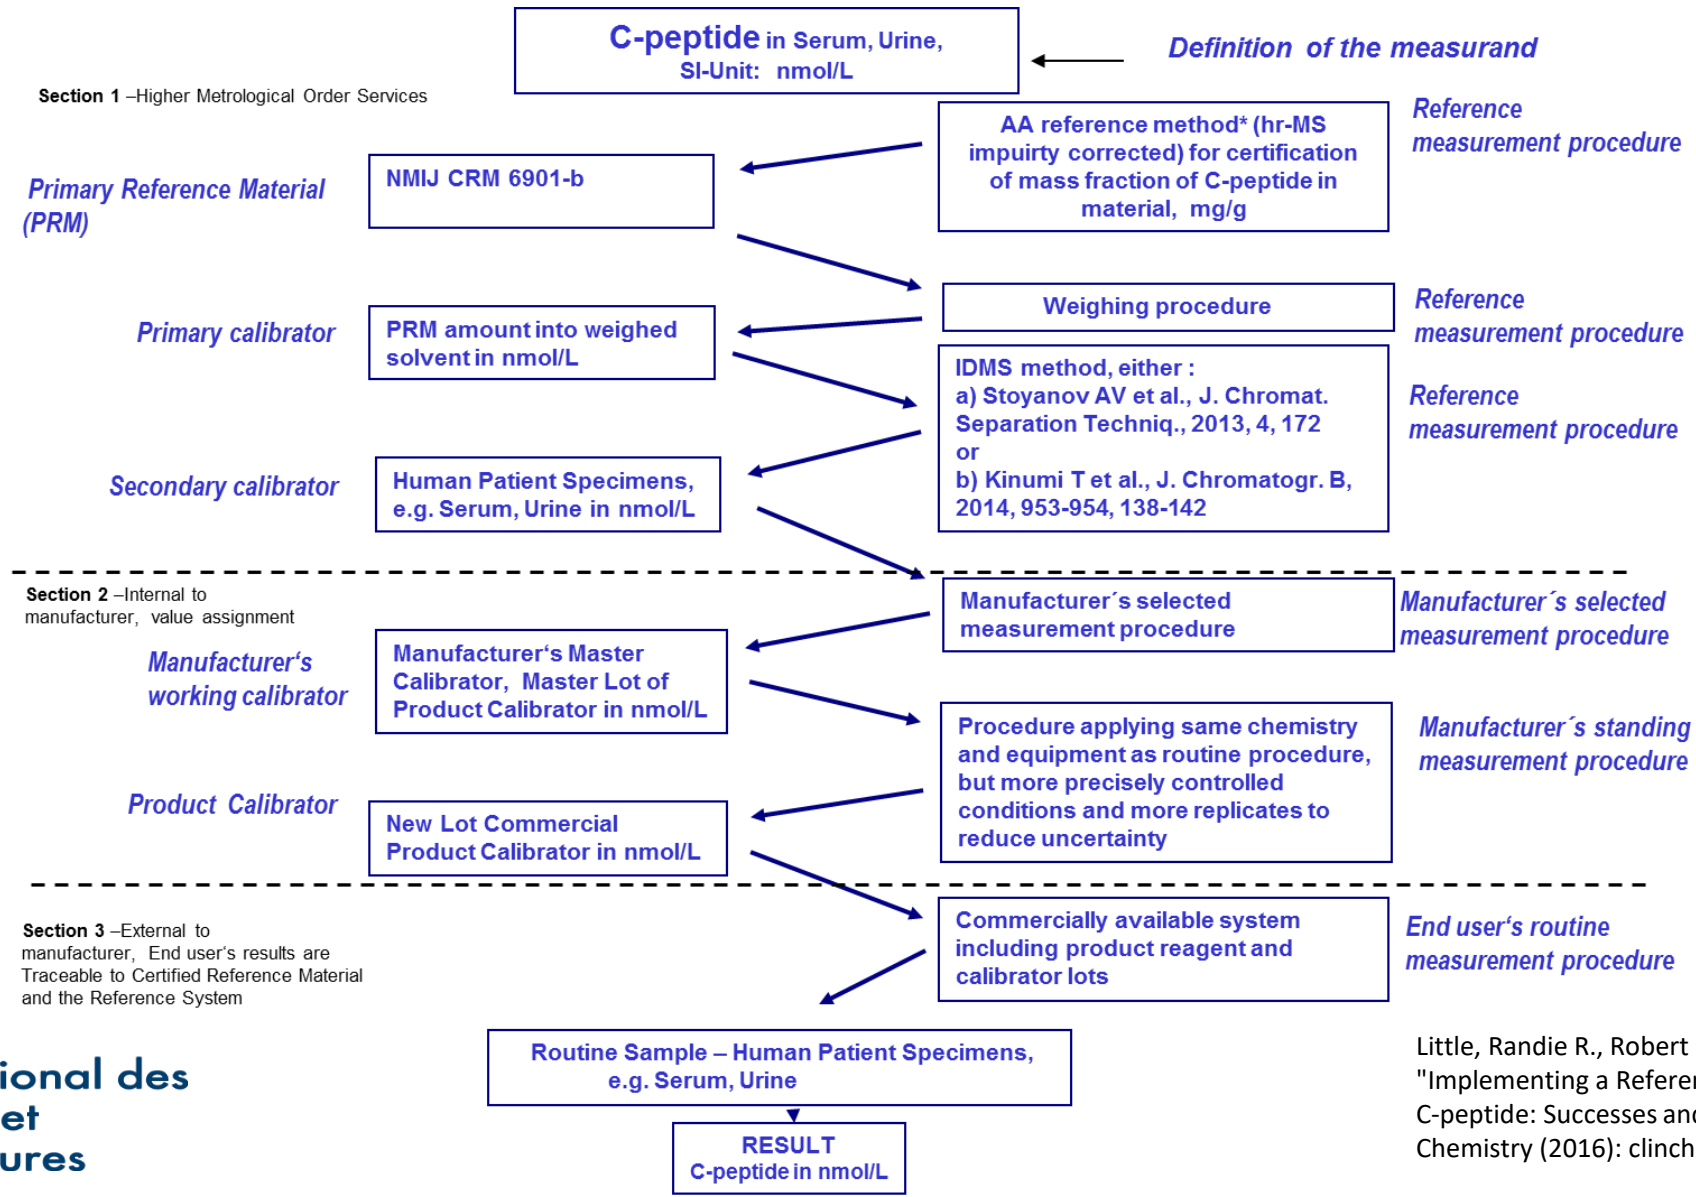 C-peptide in Serum, Urine,
SI-Unit: nmol/L
Definition of the measurand
Section 1 –Higher Metrological Order Services
AA reference method* (hr-MS
impuirty corrected) for certification
of mass fraction of C-peptide in
material, mg/g
Reference
measurement procedure
Primary Reference Material
(PRM)
NMIJ CRM 6901-b
Weighing procedure
Reference
measurement procedure
Primary calibrator
PRM amount into weighed
solvent in nmol/L
IDMS method, either :
a) Stoyanov AV et al., J. Chromat.
Separation Techniq., 2013, 4, 172
or
b) Kinumi T et al., J. Chromatogr. B,
2014, 953-954, 138-142
Reference
measurement procedure
Secondary calibrator
Human Patient Specimens,
e.g. Serum, Urine in nmol/L
Section 2 –Internal to
manufacturer, value assignment
Manufacturer´s selected
measurement procedure
Manufacturer´s selected
measurement procedure
Manufacturer‘s
working calibrator
Manufacturer‘s Master
Calibrator, Master Lot of
Product Calibrator in nmol/L
Procedure applying same chemistry
and equipment as routine procedure,
but more precisely controlled
conditions and more replicates to
reduce uncertainty
Manufacturer´s standing
measurement procedure
Product Calibrator
New Lot Commercial
Product Calibrator in nmol/L
Section 3 –External to
manufacturer, End user‘s results are
Traceable to Certified Reference Material
and the Reference System
Commercially available system
including product reagent and
calibrator lots
End user‘s routine
measurement procedure
Routine Sample – Human Patient Specimens,
e.g. Serum, Urine
RESULT
C-peptide in nmol/L
ional des
et
ures
Little, Randie R., Robert
"Implementing a Referen
C-peptide: Successes and
Chemistry (2016): clinch